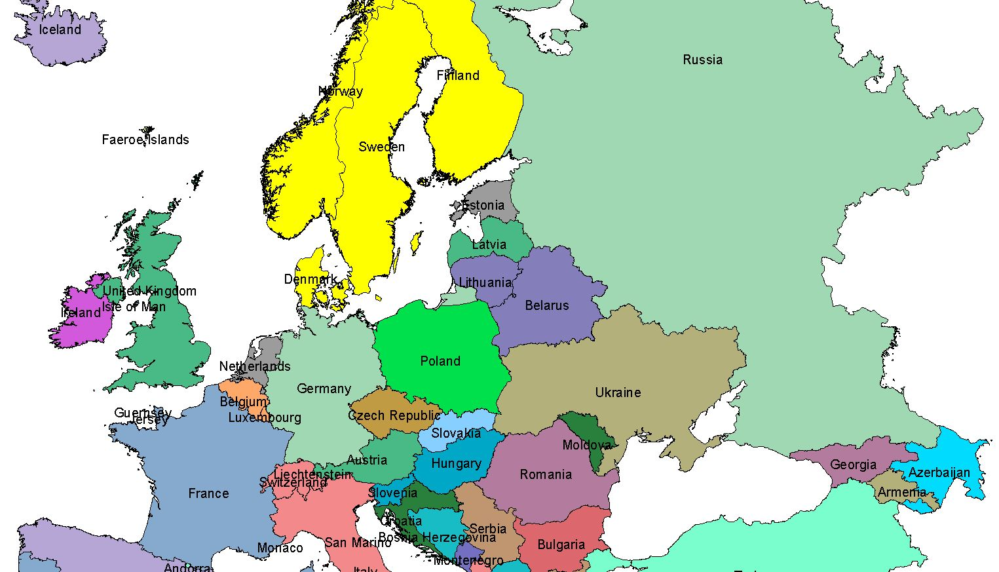 Iceland
Russia
Finland
Norway
Faeroe Islands
Sweden
Estonia
Latvia
Denmark
Lithuania
United Kingdom
Isle of Man
Belarus
Ireland
Poland
Netherlands
Germany
Ukraine
Belgium
Guernsey
Jersey
Luxembourg
Czech Republic
Slovakia
Moldova
Austria
Hungary
Georgia
Liechtenstein
Azerbaijan
Romania
Switzerland
France
Slovenia
Armenia
Croatia
Serbia
Bosnia Herzegovina
San Marino
Bulgaria
Monaco
Montenegro
Andorra
Italy